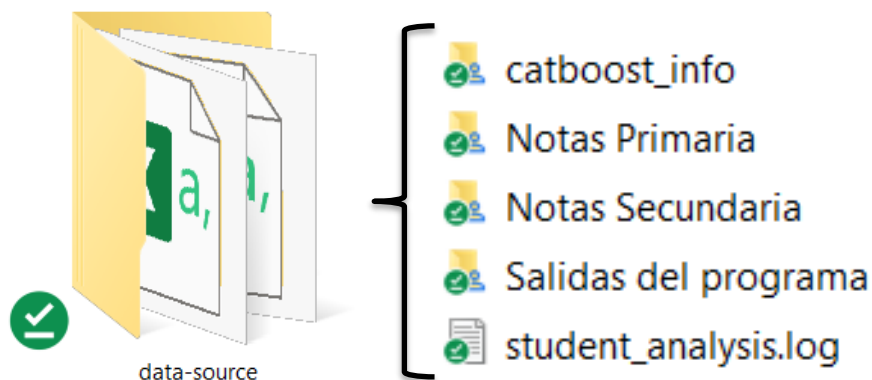 a,
a,
data-source
catboost_info
Notas Primaria
Notas Secundaria
Salidas del programa
student_analysis.log